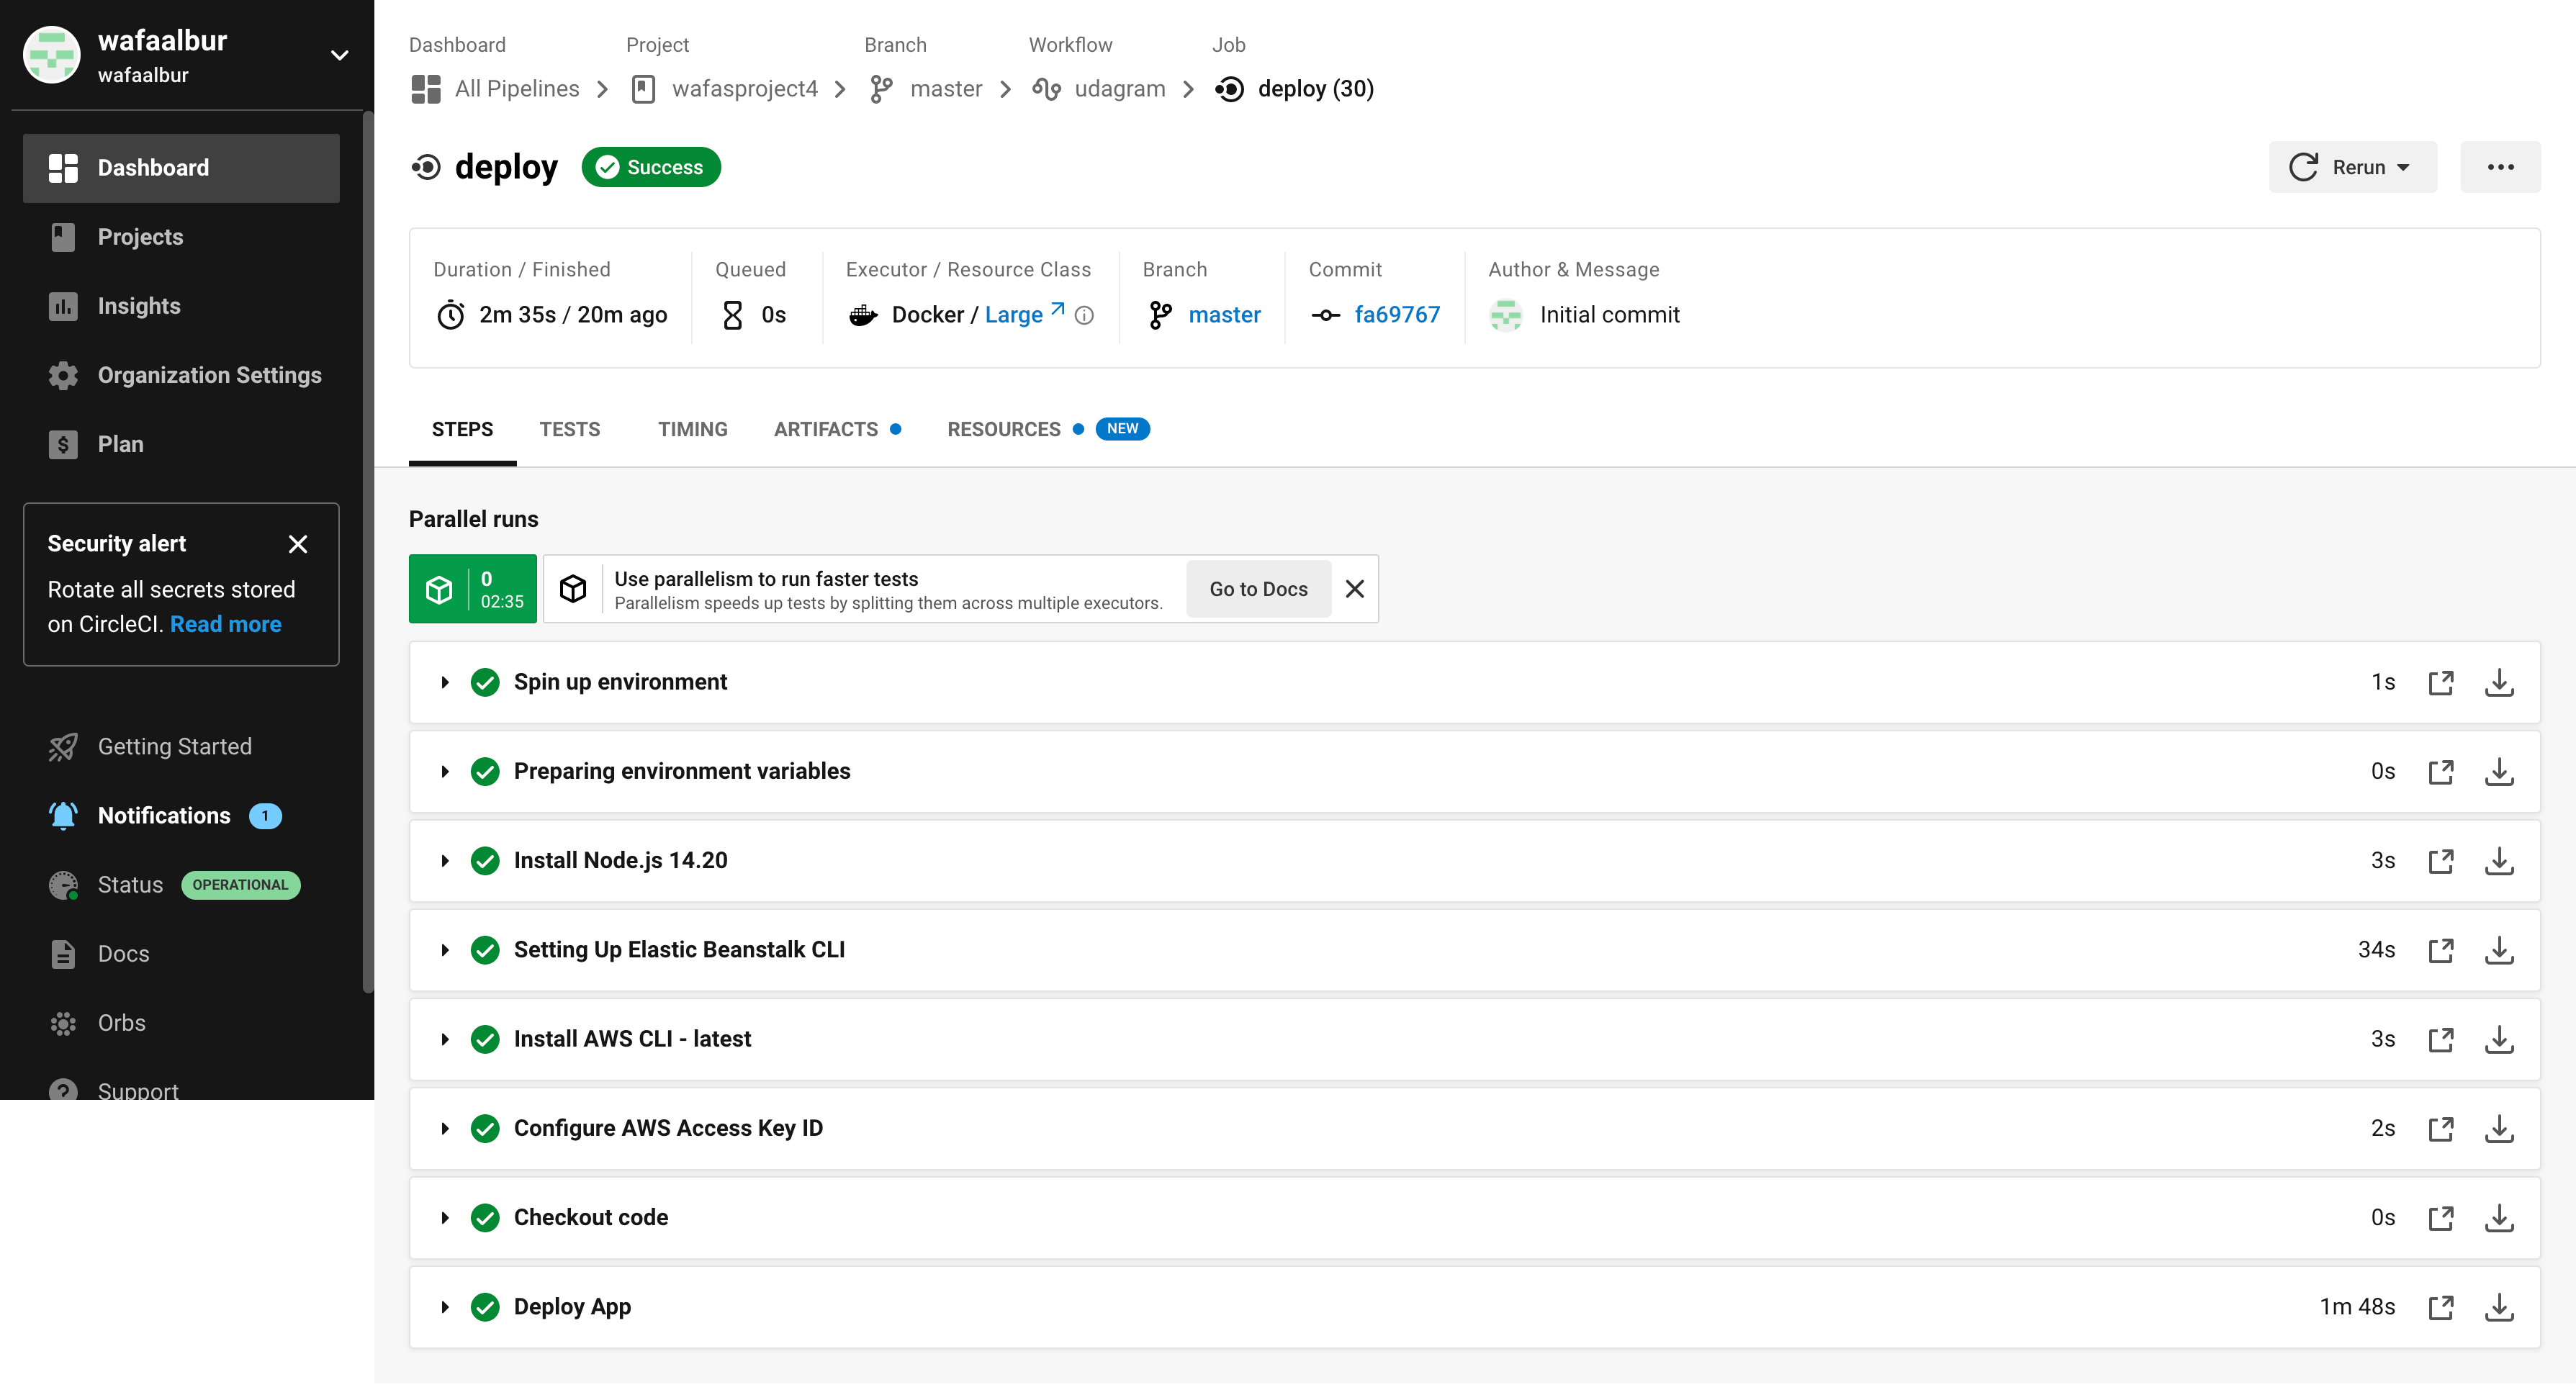 wafaalbur
wafaalbur
Dashboard
Projects
Insights
Organization Settings
Plan
Security alert
Rotate all secrets stored
on CircleCI. Read more
Getting Started
Notifications 1
Status OPERATIONAL
Docs
Orbs
Support
Dashboard Project Branch Workflow Job
All Pipelines wafasproject4 master udagram deploy (30)
deploy Success Rerun
Duration / Finished Queued Executor / Resource Class Branch Commit Author & Message
2m 35s / 20m ago 0s Docker / Large master fa69767 Initial commit
STEPS TESTS TIMING ARTIFACTS RESOURCES NEW
Parallel runs
0
02:35
Use parallelism to run faster tests
Parallelism speeds up tests by splitting them across multiple executors.
Go to Docs
Spin up environment 1s
Preparing environment variables 0s
Install Node.js 14.20 3s
Setting Up Elastic Beanstalk CLI 34s
Install AWS CLI - latest 3s
Configure AWS Access Key ID 2s
Checkout code 0s
Deploy App 1m 48s